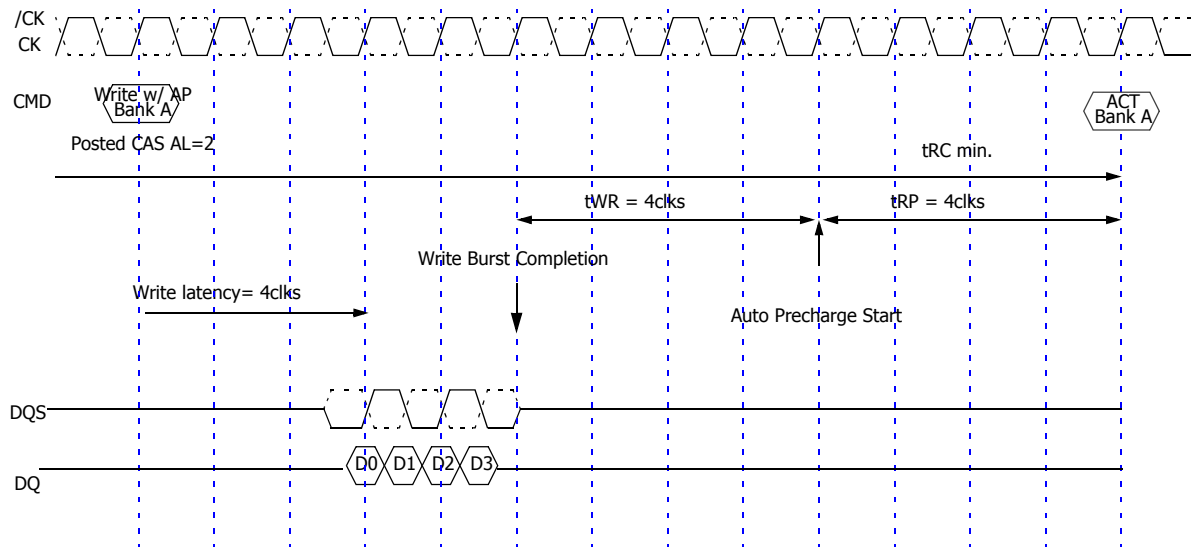 /CK
CK
CMD
Write w/ AP
Bank A
ACT
Bank A
Posted CAS AL=2
tRC min.
tWR = 4clks
tRP = 4clks
Write Burst Completion
Write latency= 4clks
Auto Precharge Start
DQS
D0 D1 D2 D3
DQ